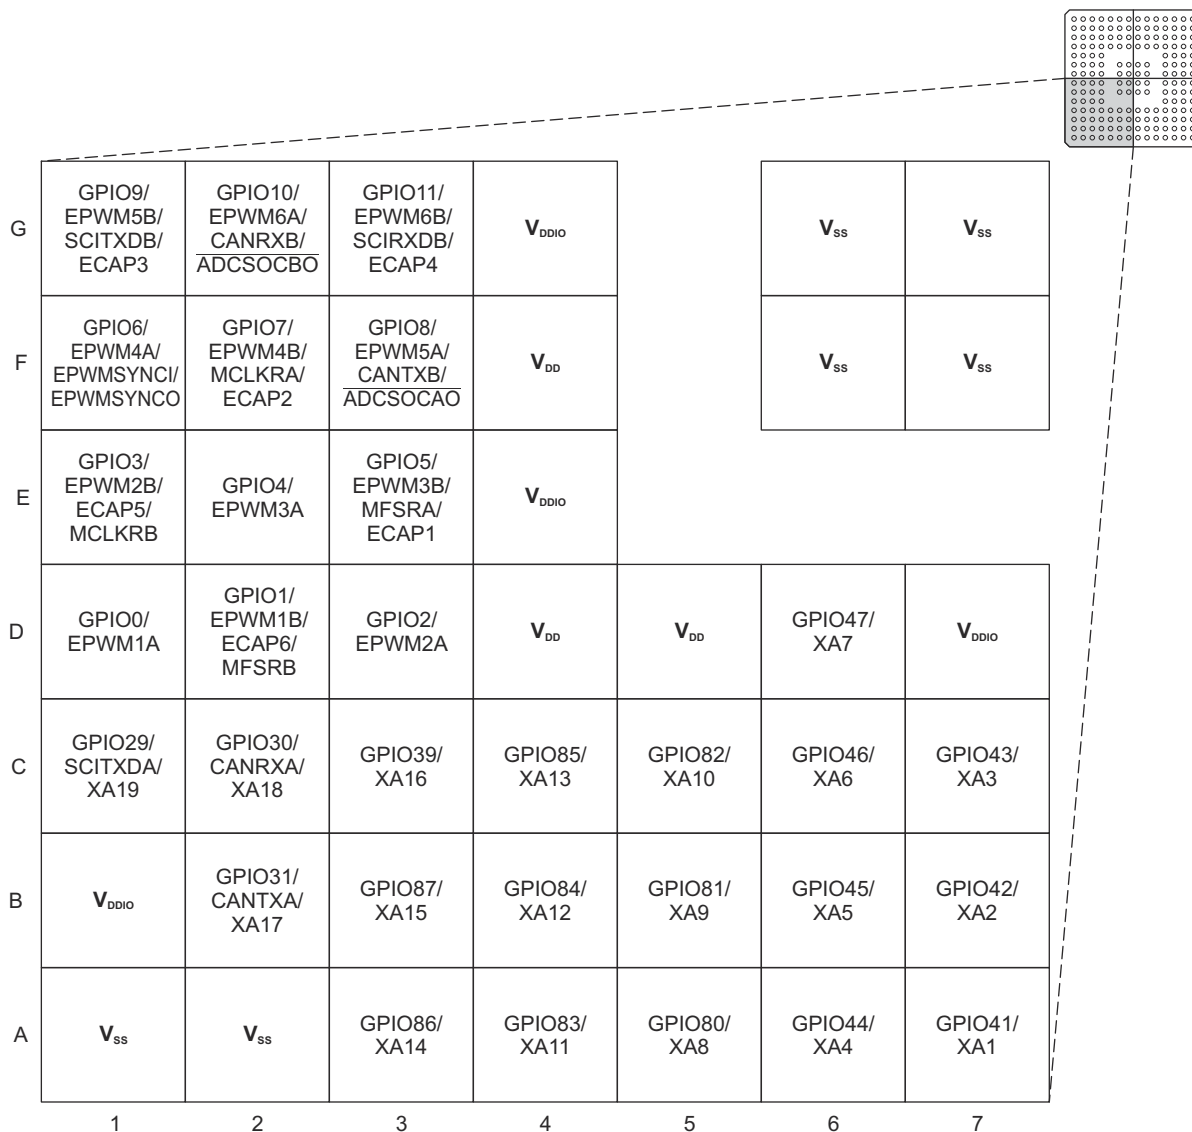 G
GPIO9/
EPWM5B/
SCITXDB/
ECAP3
GPIO10/
EPWM6A/
CANRXB/
ADCSOCBO
GPIO11/
EPWM6B/
SCIRXDB/
ECAP4
VDDIO
VSS
VSS
F
GPIO6/
EPWM4A/
EPWMSYNCI/
EPWMSYNCO
GPIO7/
EPWM4B/
MCLKRA/
ECAP2
GPIO8/
EPWM5A/
CANTXB/
ADCSOCAO
VDD
VSS
VSS
E
GPIO3/
EPWM2B/
ECAP5/
MCLKRB
GPIO4/
EPWM3A
GPIO5/
EPWM3B/
MFSRA/
ECAP1
VDDIO
D
GPIO0/
EPWM1A
GPIO1/
EPWM1B/
ECAP6/
MFSRB
GPIO2/
EPWM2A
VDD
VDD
GPIO47/
XA7
VDDIO
C
GPIO29/
SCITXDA/
XA19
GPIO30/
CANRXA/
XA18
GPIO39/
XA16
GPIO85/
XA13
GPIO82/
XA10
GPIO46/
XA6
GPIO43/
XA3
B
VDDIO
GPIO31/
CANTXA/
XA17
GPIO87/
XA15
GPIO84/
XA12
GPIO81/
XA9
GPIO45/
XA5
GPIO42/
XA2
A
VSS
VSS
GPIO86/
XA14
GPIO83/
XA11
GPIO80/
XA8
GPIO44/
XA4
GPIO41/
XA1
1 2 3 4 5 6 7